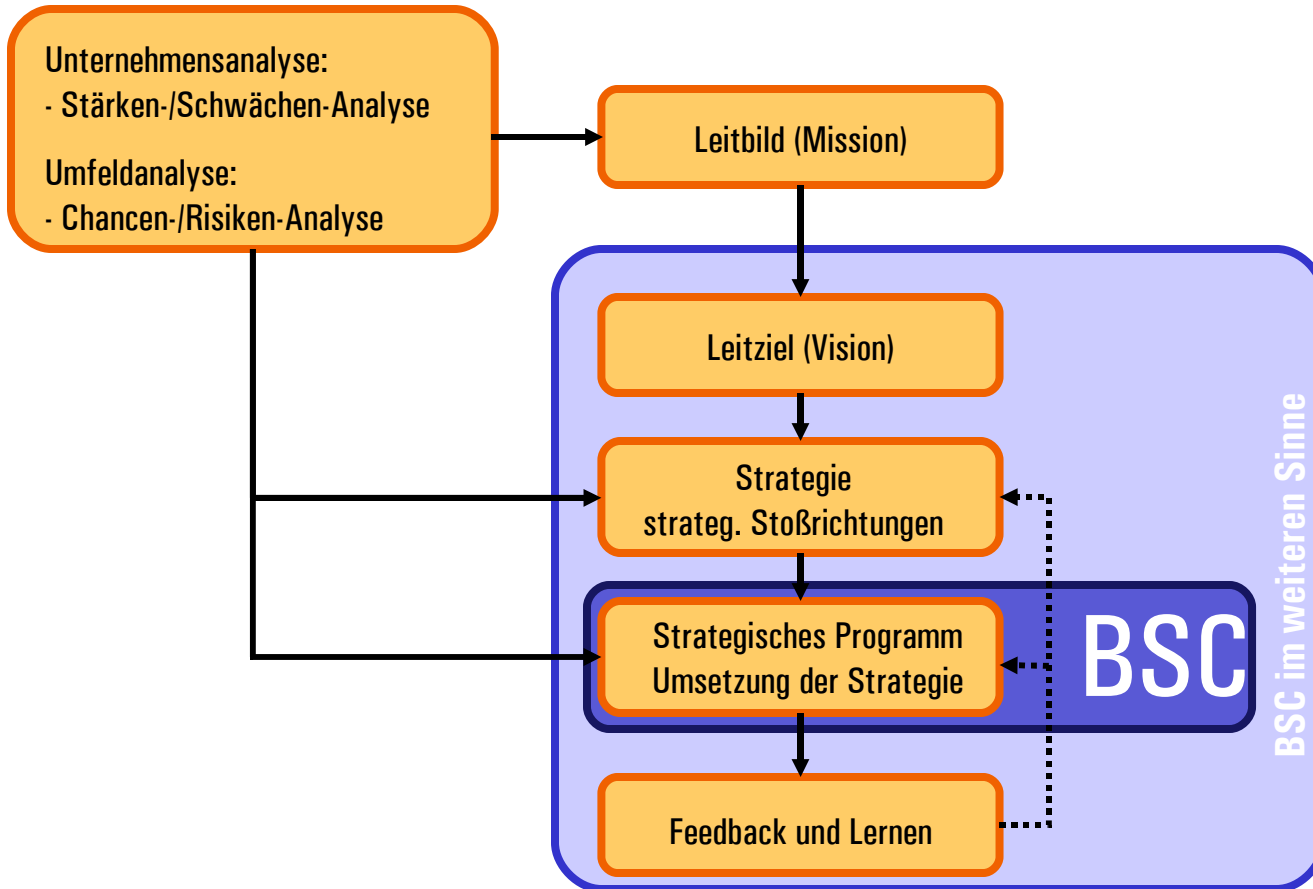 Unternehmensanalyse:
- Stärken-/Schwächen-Analyse
Umfeldanalyse:
- Chancen-/Risiken-Analyse
Leitbild (Mission)
Leitziel (Vision)
Strategie
strateg. Stoßrichtungen
Strategisches Programm
Umsetzung der Strategie
BSC
Feedback und Lernen
BSC im weiteren Sinne